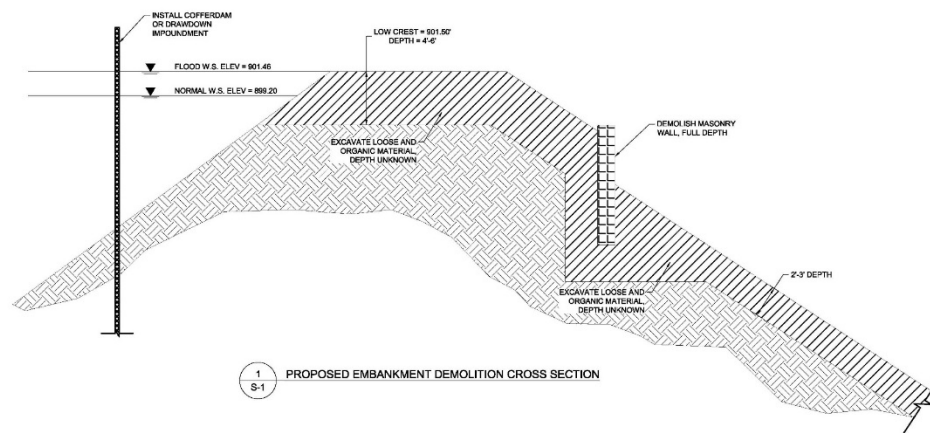 INSTALL COFFERDAM
OR DRAWDOWN
IMPOUNDMENT
LOW CREST = 901.50'
DEPTH = 4'-6'
FLOOD W.S. ELEV = 901.46
NORMAL W.S. ELEV = 899.20
DEMOLISH MASONRY
WALL, FULL DEPTH
EXCAVATE LOOSE AND
ORGANIC MATERIAL,
DEPTH UNKNOWN
2'-3' DEPTH
EXCAVATE LOOSE AND
ORGANIC MATERIAL,
DEPTH UNKNOWN
1
S-1
PROPOSED EMBANKMENT DEMOLITION CROSS SECTION